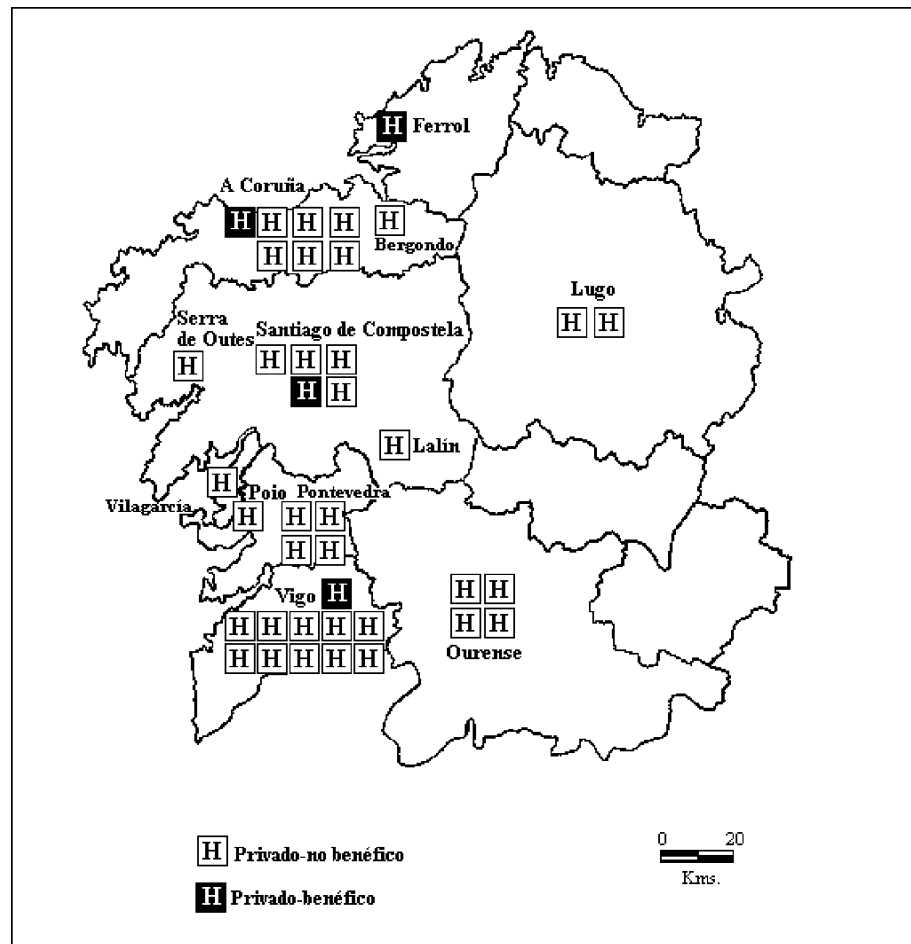 H Ferrol
A Coruña
H H H H H
Bergondo
H H H
Lugo
H H
Serra
de Outes
H
Santiago de Compostela
H H H
H H
H Lalín
H
Vilagarcía
Poio
H
Pontevedra
H H
H H
Vigo H
H H H H H
H H H H H
H H
H H
Ourense
H Privado-no benéfico
H Privado-benéfico
0 20
Kms.